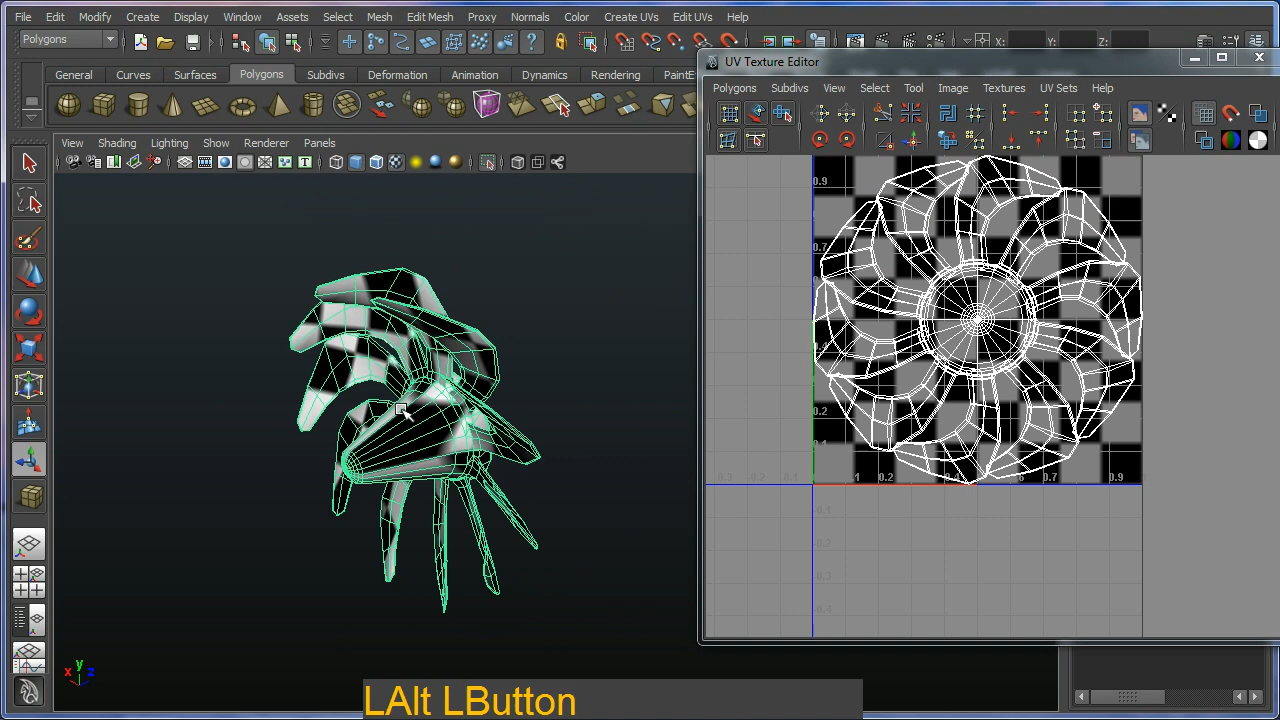 File Edit Modify Create Display Window Assets Select Mesh Edit Mesh Proxy Normals Color Create UVs Edit UVs Help
Polygons
X: Y: Z:
General Curves Surfaces Polygons Subdivs Deformation Animation Dynamics Rendering PaintE
View Shading Lighting Show Renderer Panels
UV Texture Editor
Polygons Subdivs View Select Tool Image Textures UV Sets Help
0.9
0.7
0.2
0.2 0.7 0.9
x y z
LAlt LButton